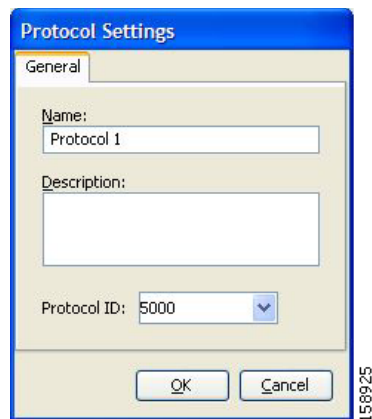 Protocol Settings
General
Name:
Protocol 1
Description:
Protocol ID: 5000
OK Cancel
158925